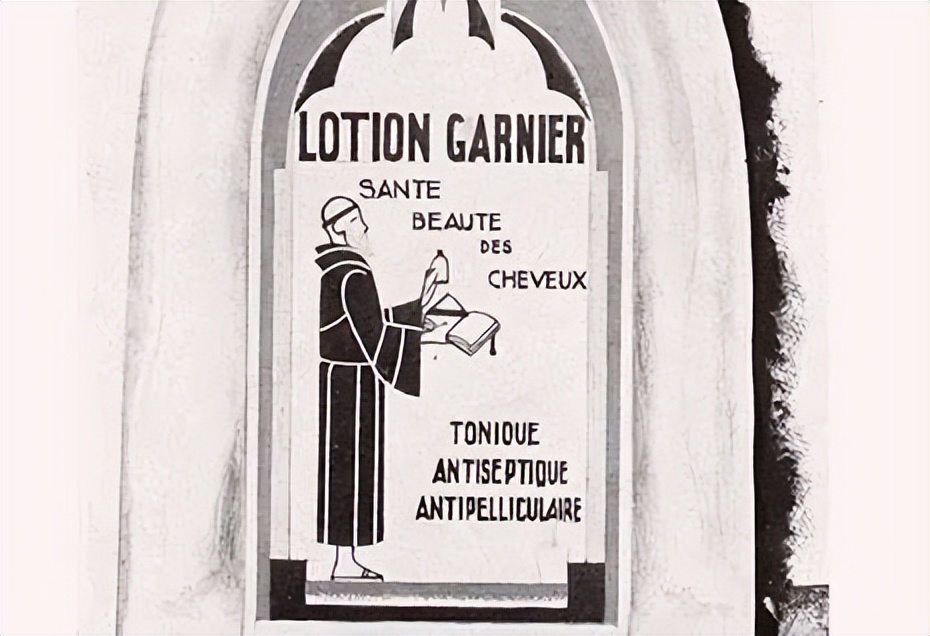 LOTION GARNIER
SANTE
BEAUTE
DES
CHEVEUX
TONIQUE
ANTISEPTIQUE
ANTIPELLICULAIRE